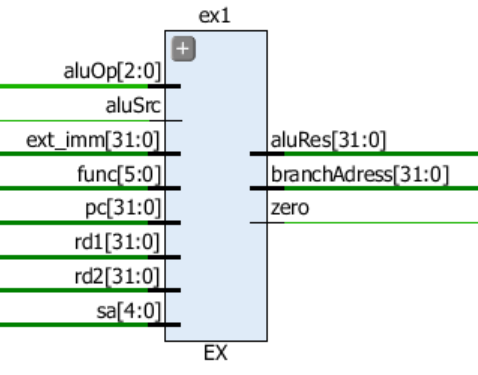 ex1
+
aluOp[2:0]
aluSrc
ext_imm[31:0]
func[5:0]
pc[31:0]
rd1[31:0]
rd2[31:0]
sa[4:0]
aluRes[31:0]
branchAdress[31:0]
zero
EX